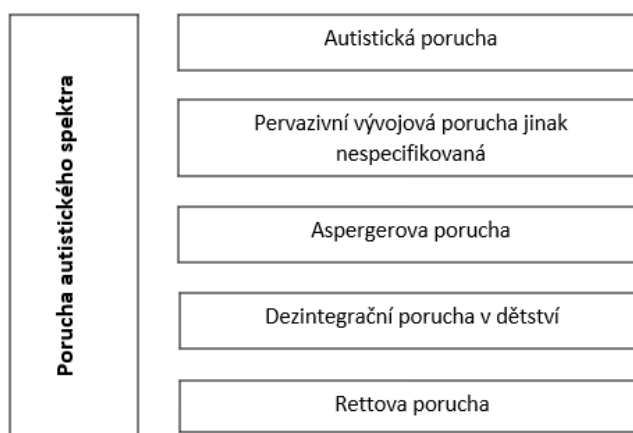 Porucha autistického spektra
Autistická porucha
Pervazivní vývojová porucha jinak
nespecifikovaná
Aspergerova porucha
Dezintegrační porucha v dětství
Rettova porucha